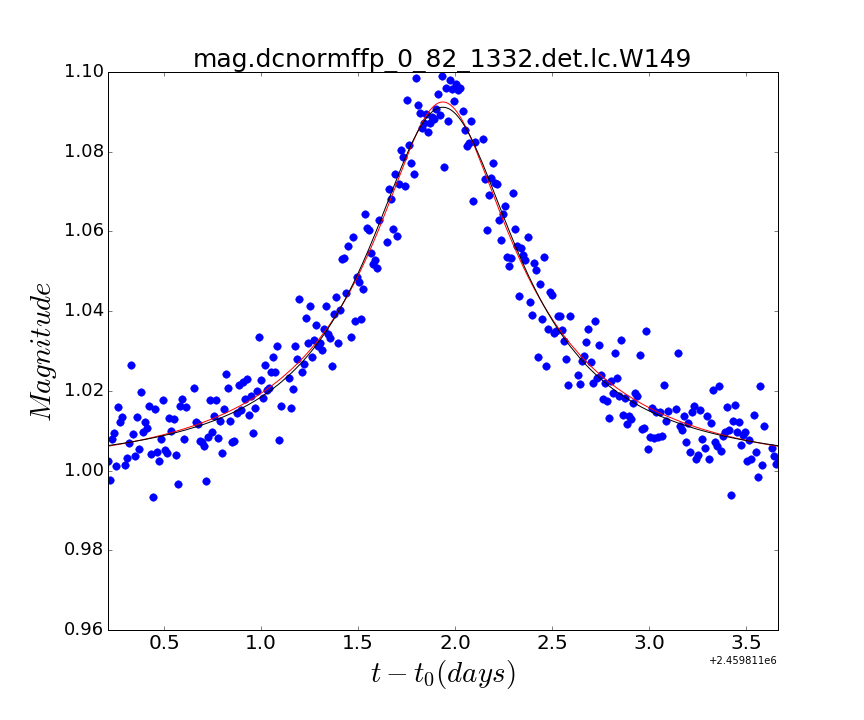 mag.dcnormffp_0_82_1332.det.lc.W149
1.10
1.08
1.06
1.04
1.02
1.00
0.98
0.96
Magnitude
0.5 1.0 1.5 2.0 2.5 3.0 3.5
+2.459811e6
t − t₀(days)